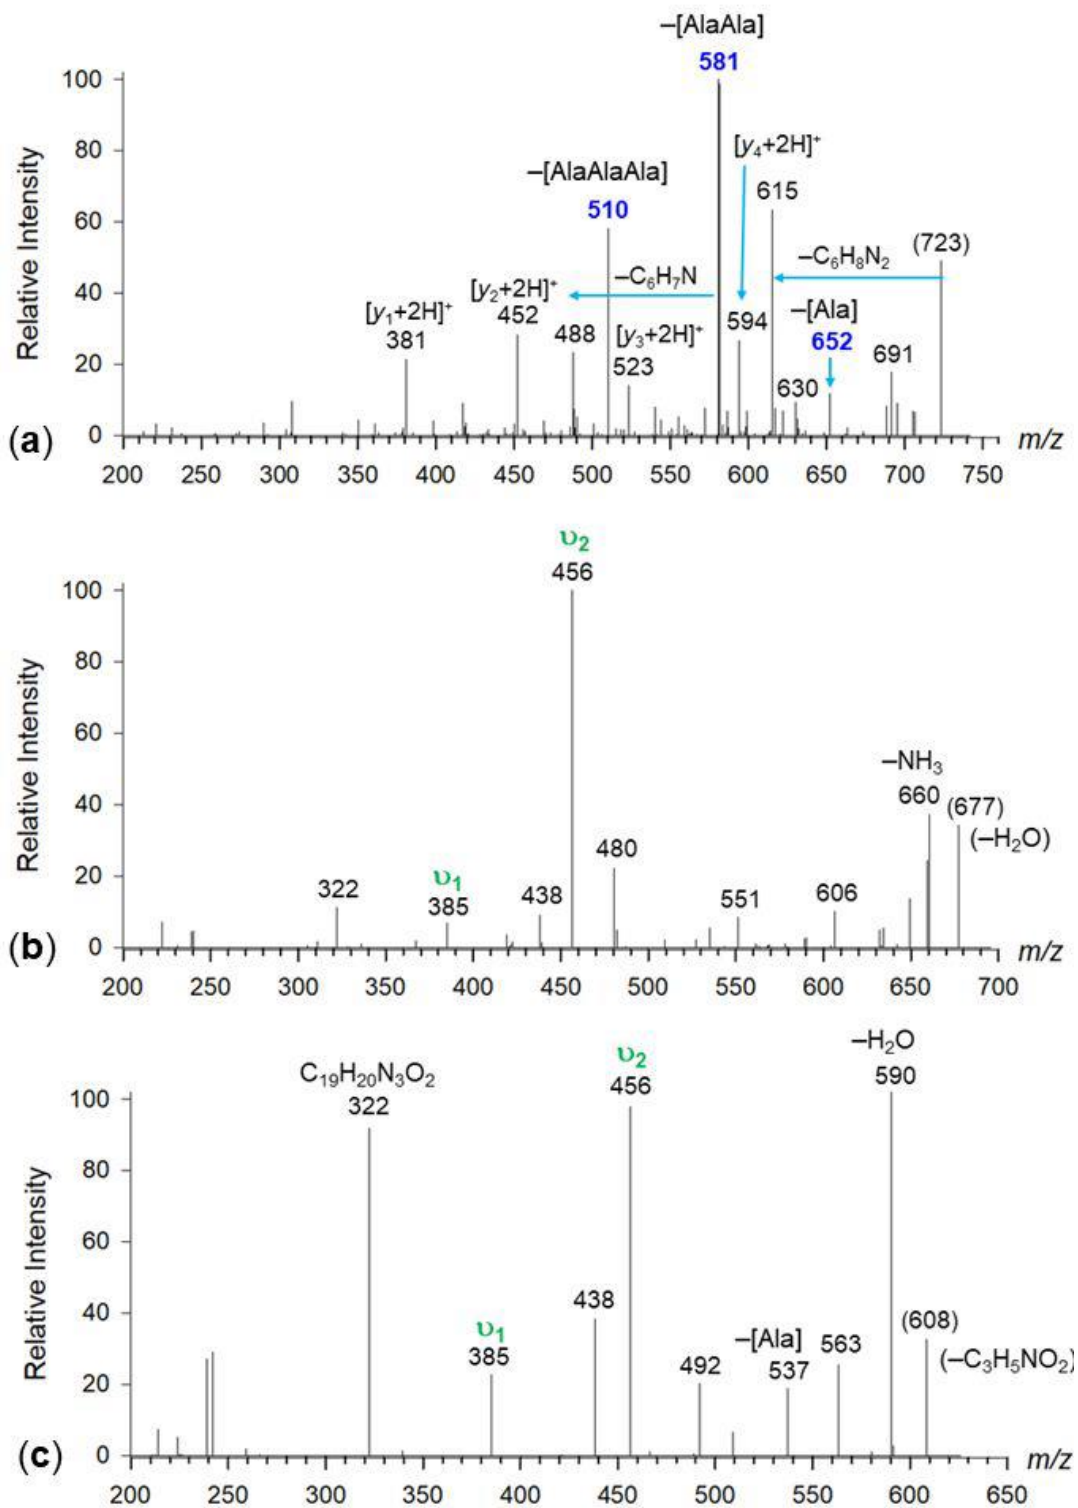 –[AlaAla]
581
[y₄+2H]⁺
–[AlaAlaAla]
510
615
(723)
–C₆H₇N
–C₆H₈N₂
[y₁+2H]⁺
381
[y₂+2H]⁺
452
488
[y₃+2H]⁺
523
594
–[Ala]
652
630
691
100
80
60
40
20
0
Relative Intensity
(a)
200 250 300 350 400 450 500 550 600 650 700 750
m/z
υ₂
456
–NH₃
660
(677)
(–H₂O)
480
322
υ₁
385
438
551
606
100
80
60
40
20
0
Relative Intensity
(b)
200 250 300 350 400 450 500 550 600 650 700
m/z
–H₂O
590
υ₂
456
C₁₉H₂₀N₃O₂
322
438
υ₁
385
492
–[Ala]
537
563
(608)
(–C₃H₅NO₂)
100
80
60
40
20
0
Relative Intensity
(c)
200 250 300 350 400 450 500 550 600 650
m/z